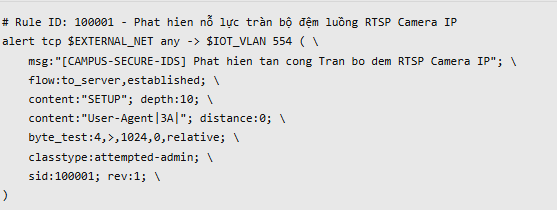 # Rule ID: 100001 - Phat hien nỗ lực tràn bộ đệm luồng RTSP Camera IP
alert tcp $EXTERNAL_NET any -> $IOT_VLAN 554 ( \
msg:"[CAMPUS-SECURE-IDS] Phat hien tan cong Tran bo dem RTSP Camera IP"; \
flow:to_server,established; \
content:"SETUP"; depth:10; \
content:"User-Agent|3A|"; distance:0; \
byte_test:4,>,1024,0,relative; \
classtype:attempted-admin; \
sid:100001; rev:1; \
)